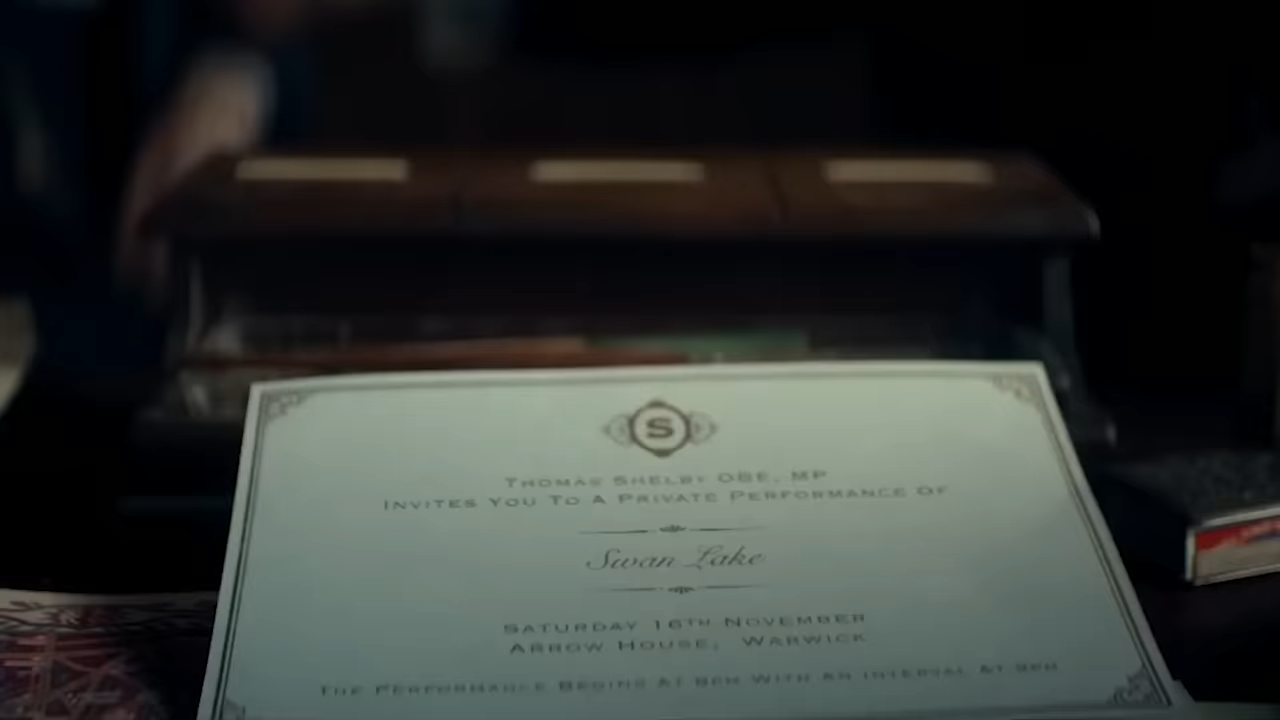 S
THOMAS SHELBY OBE, MP
INVITES YOU TO A PRIVATE PERFORMANCE OF
Swan Lake
SATURDAY 16TH NOVEMBER
ARROW HOUSE, WARWICK
THE PERFORMANCE BEGINS AT 8PM WITH AN INTERVAL AT 9PM